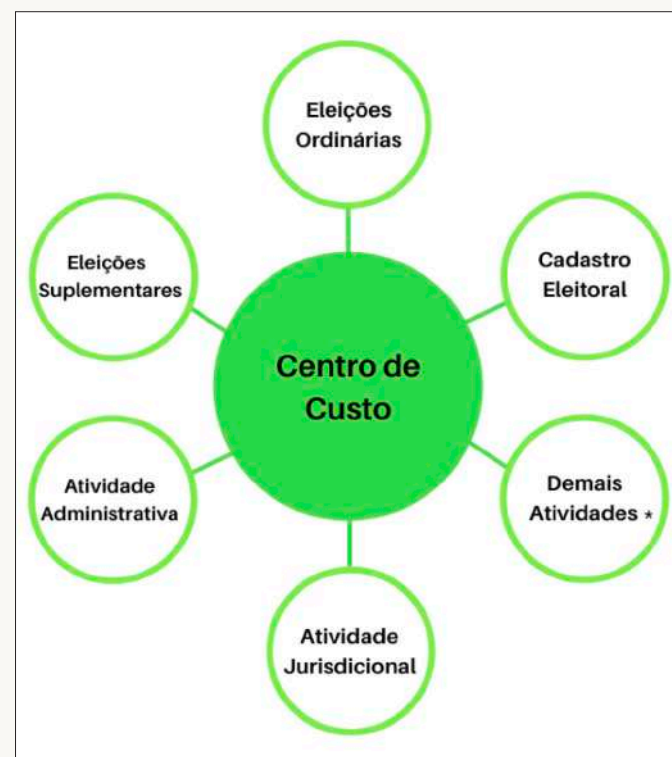 Eleições
Ordinárias
Eleições
Suplementares
Cadastro
Eleitoral
Centro de
Custo
Atividade
Administrativa
Demais
Atividades *
Atividade
Jurisdicional